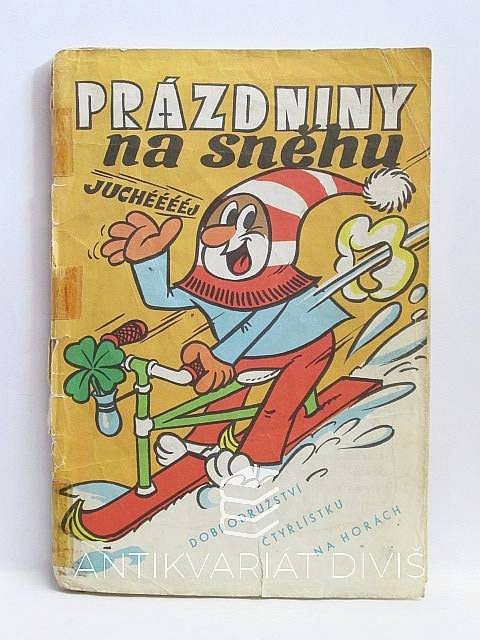 PRÁZDNINY
na sněhu
JUCHÉÉÉÉJ
DOBRODRUŽSTVÍ
ČTYŘLÍSTKU
NA HORÁCH
ANTIKVARIÁT DIVIŠ